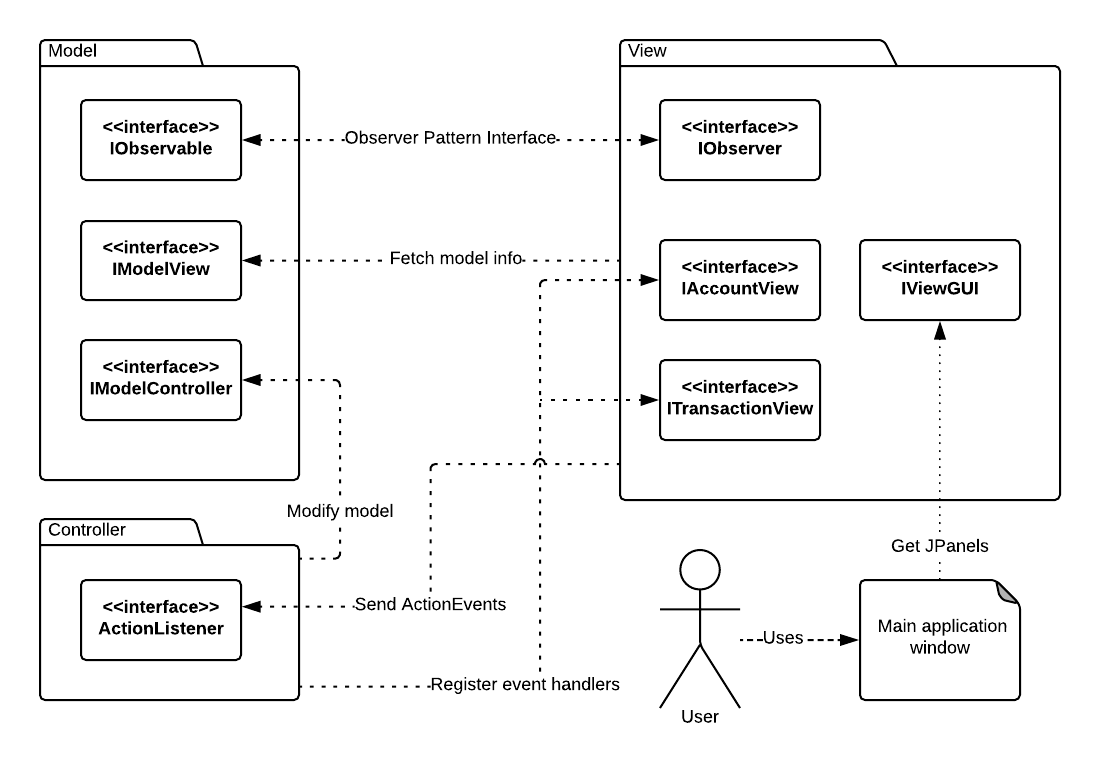 Model
<<interface>>
IObservable
<<interface>>
IModelView
<<interface>>
IModelController
Observer Pattern Interface
Fetch model info
View
<<interface>>
IObserver
<<interface>>
IAccountView
<<interface>>
IViewGUI
<<interface>>
ITransactionView
Modify model
Controller
<<interface>>
ActionListener
Send ActionEvents
Register event handlers
User
Uses
Get JPanels
Main application
window